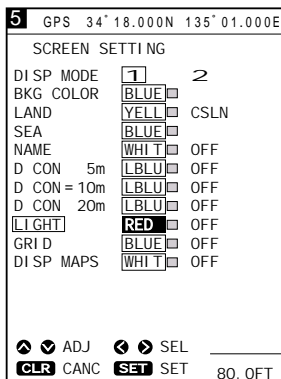 5 GPS 34°18.000N 135°01.000E
SCREEN SETTING
DISP MODE 1 2
BKG COLOR BLUE
LAND YELL CSLN
SEA BLUE
NAME WHIT OFF
D CON 5m LBLU OFF
D CON=10m LBLU OFF
D CON 20m LBLU OFF
LIGHT RED OFF
GRID BLUE OFF
DISP MAPS WHIT OFF
ADJ SEL
CLR CANC SET SET 80.0FT